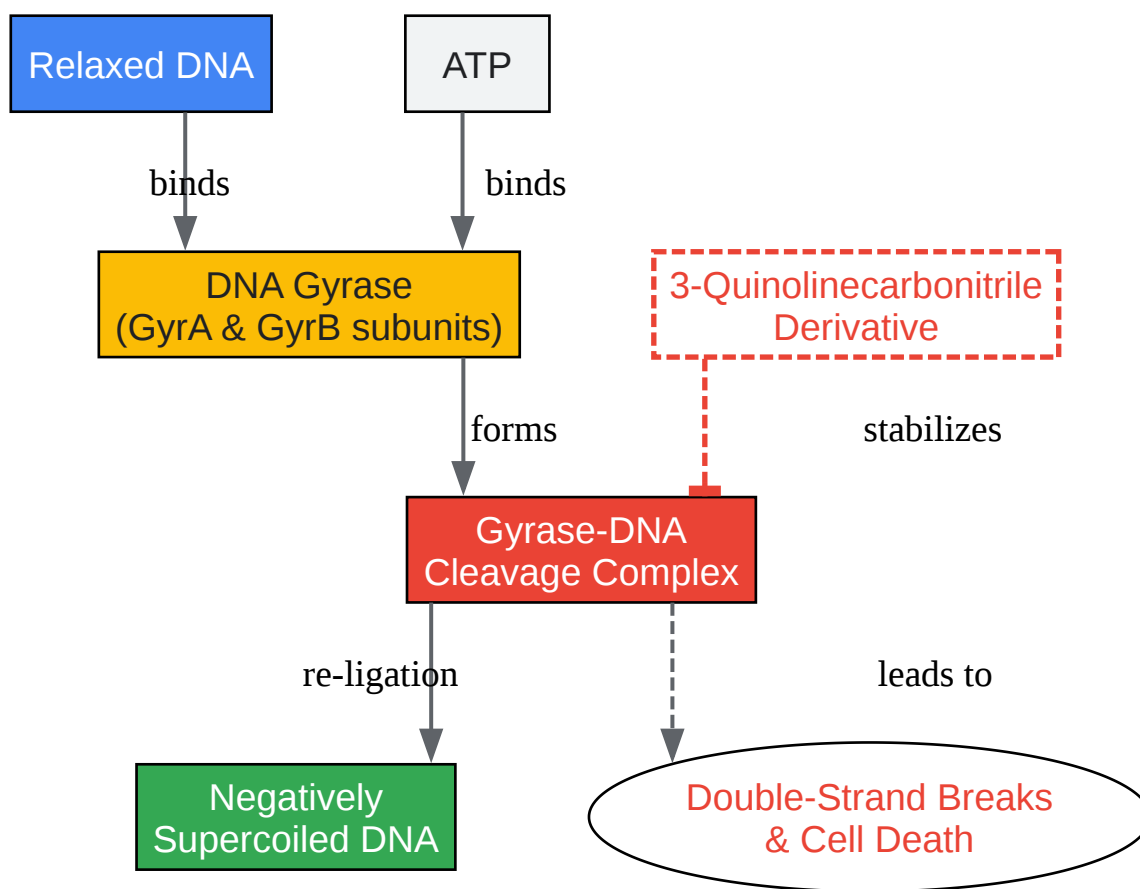 Relaxed DNA
ATP
binds
binds
DNA Gyrase
(GyrA & GyrB subunits)
3-Quinolinecarbonitrile
Derivative
forms
stabilizes
Gyrase-DNA
Cleavage Complex
re-ligation
leads to
Negatively
Supercoiled DNA
Double-Strand Breaks
& Cell Death